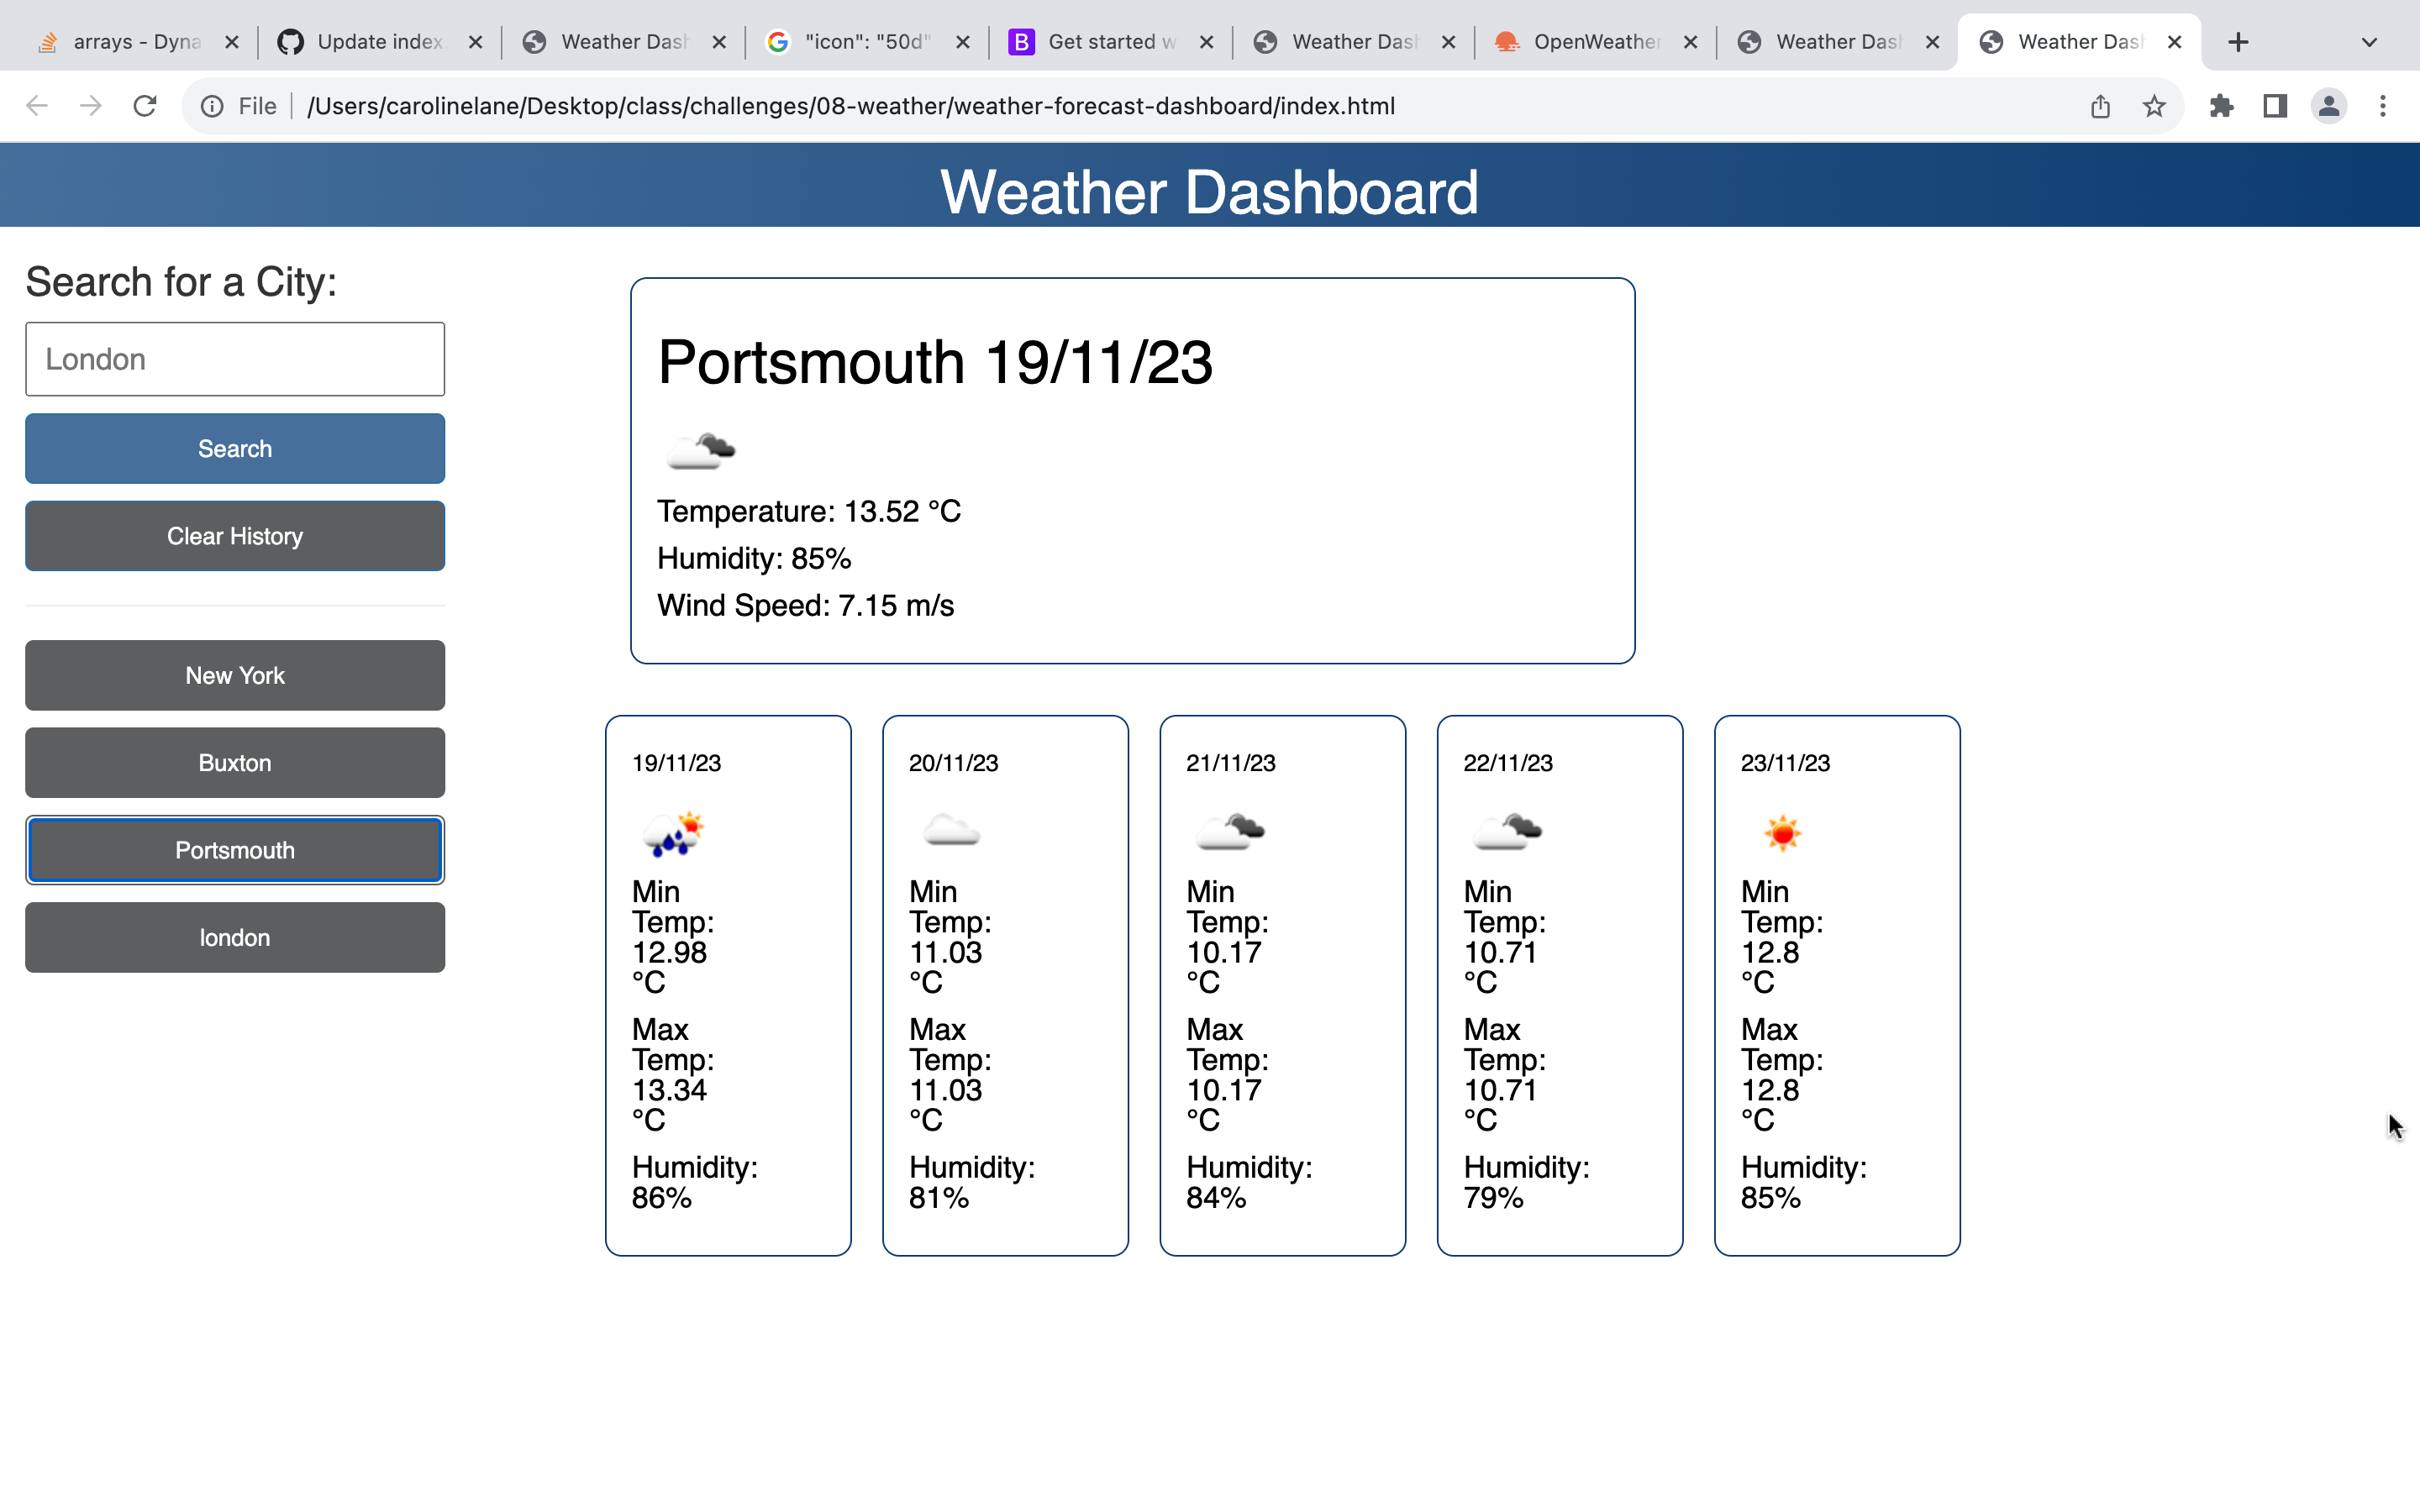 arrays - Dyna
Update index
Weather Dash
"icon": "50d"
B Get started w
Weather Dash
OpenWeather
Weather Dash
Weather Dash
File /Users/carolinelane/Desktop/class/challenges/08-weather/weather-forecast-dashboard/index.html
Weather Dashboard
Search for a City:
London
Search
Clear History
New York
Buxton
Portsmouth
london
Portsmouth 19/11/23
Temperature: 13.52 °C
Humidity: 85%
Wind Speed: 7.15 m/s
19/11/23
Min
Temp:
12.98
°C
Max
Temp:
13.34
°C
Humidity:
86%
20/11/23
Min
Temp:
11.03
°C
Max
Temp:
11.03
°C
Humidity:
81%
21/11/23
Min
Temp:
10.17
°C
Max
Temp:
10.17
°C
Humidity:
84%
22/11/23
Min
Temp:
10.71
°C
Max
Temp:
10.71
°C
Humidity:
79%
23/11/23
Min
Temp:
12.8
°C
Max
Temp:
12.8
°C
Humidity:
85%